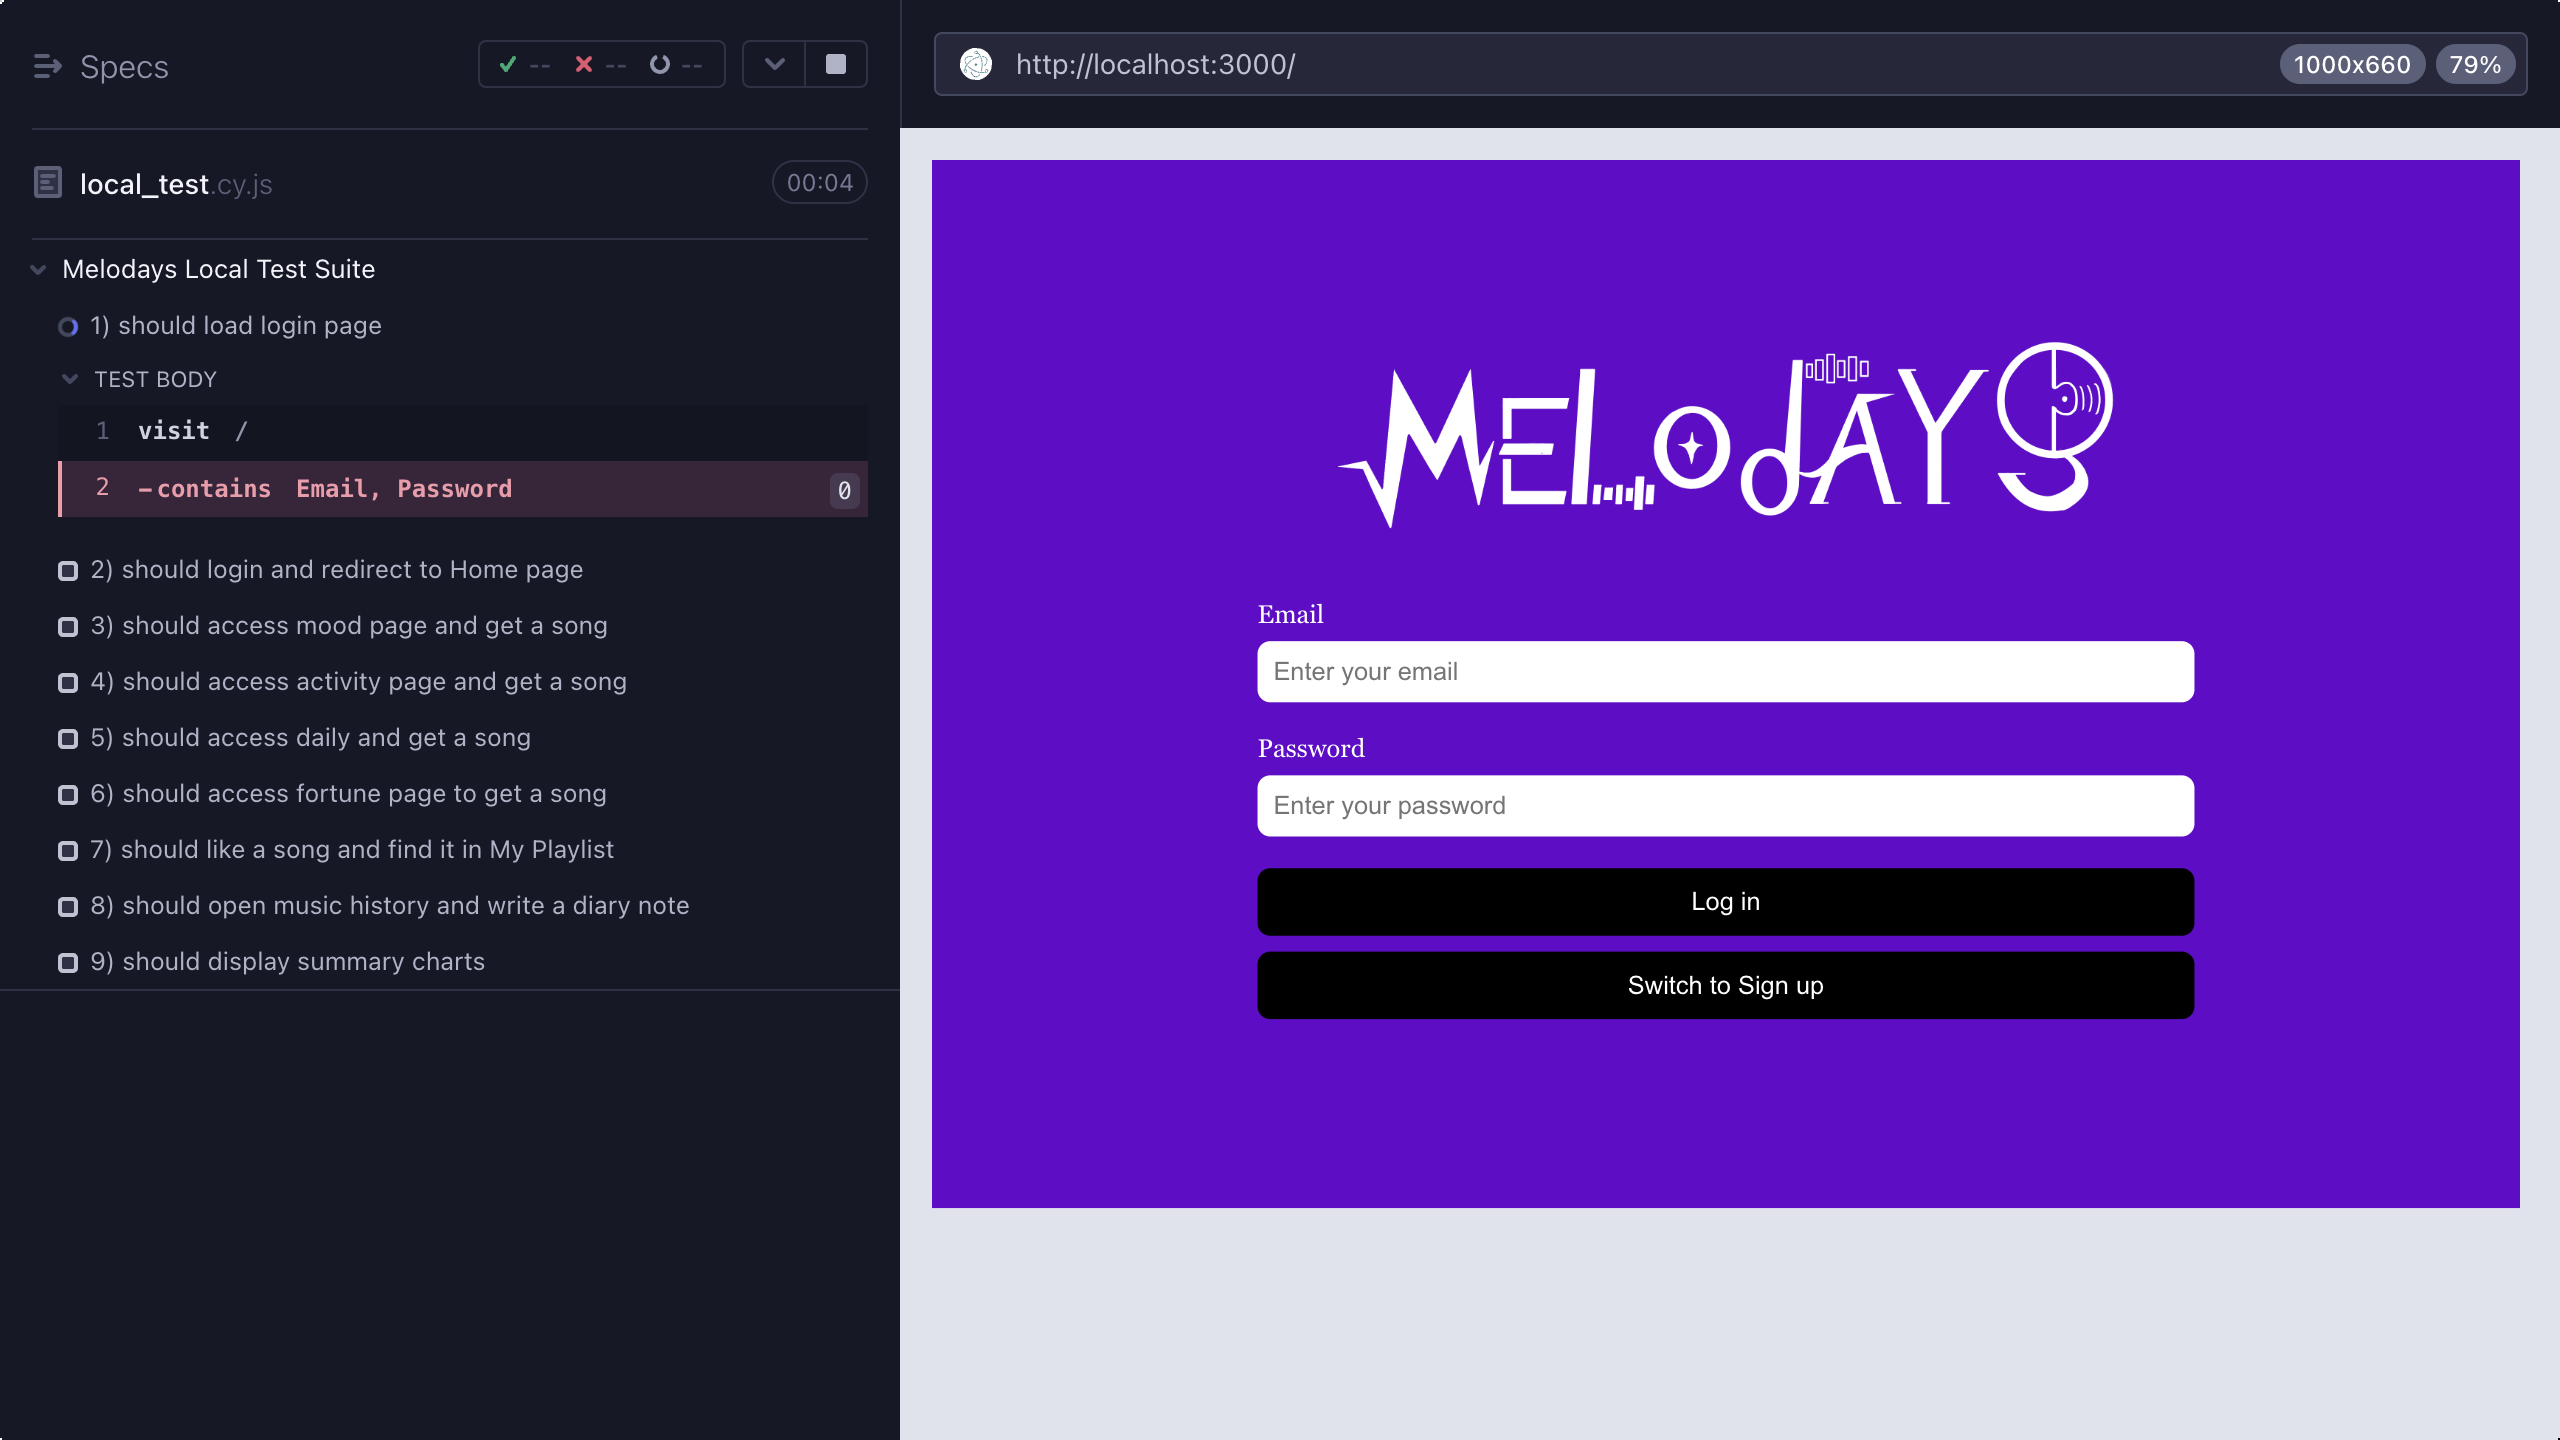 Specs
-- -- --
local_test.cy.js
00:04
Melodays Local Test Suite
1) should load login page
TEST BODY
1 visit /
2 -contains Email, Password 0
2) should login and redirect to Home page
3) should access mood page and get a song
4) should access activity page and get a song
5) should access daily and get a song
6) should access fortune page to get a song
7) should like a song and find it in My Playlist
8) should open music history and write a diary note
9) should display summary charts
http://localhost:3000/
1000x660 79%
MELODAYS
Email
Enter your email
Password
Enter your password
Log in
Switch to Sign up